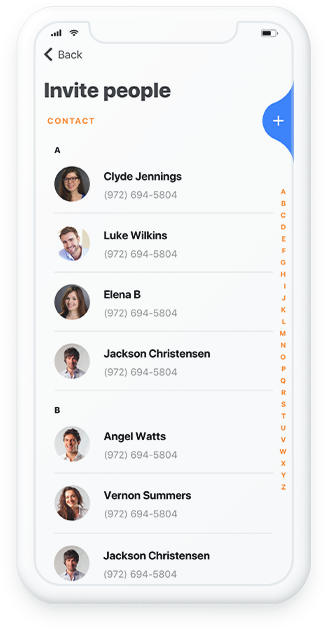 Back
Invite people
CONTACT
A
Clyde Jennings
(972) 694-5804
Luke Wilkins
(972) 694-5804
Elena B
(972) 694-5804
Jackson Christensen
(972) 694-5804
B
Angel Watts
(972) 694-5804
Vernon Summers
(972) 694-5804
Jackson Christensen
(972) 694-5804
+
A
B
C
D
E
F
G
H
I
J
K
L
M
N
O
P
Q
R
S
T
U
V
W
X
Y
Z